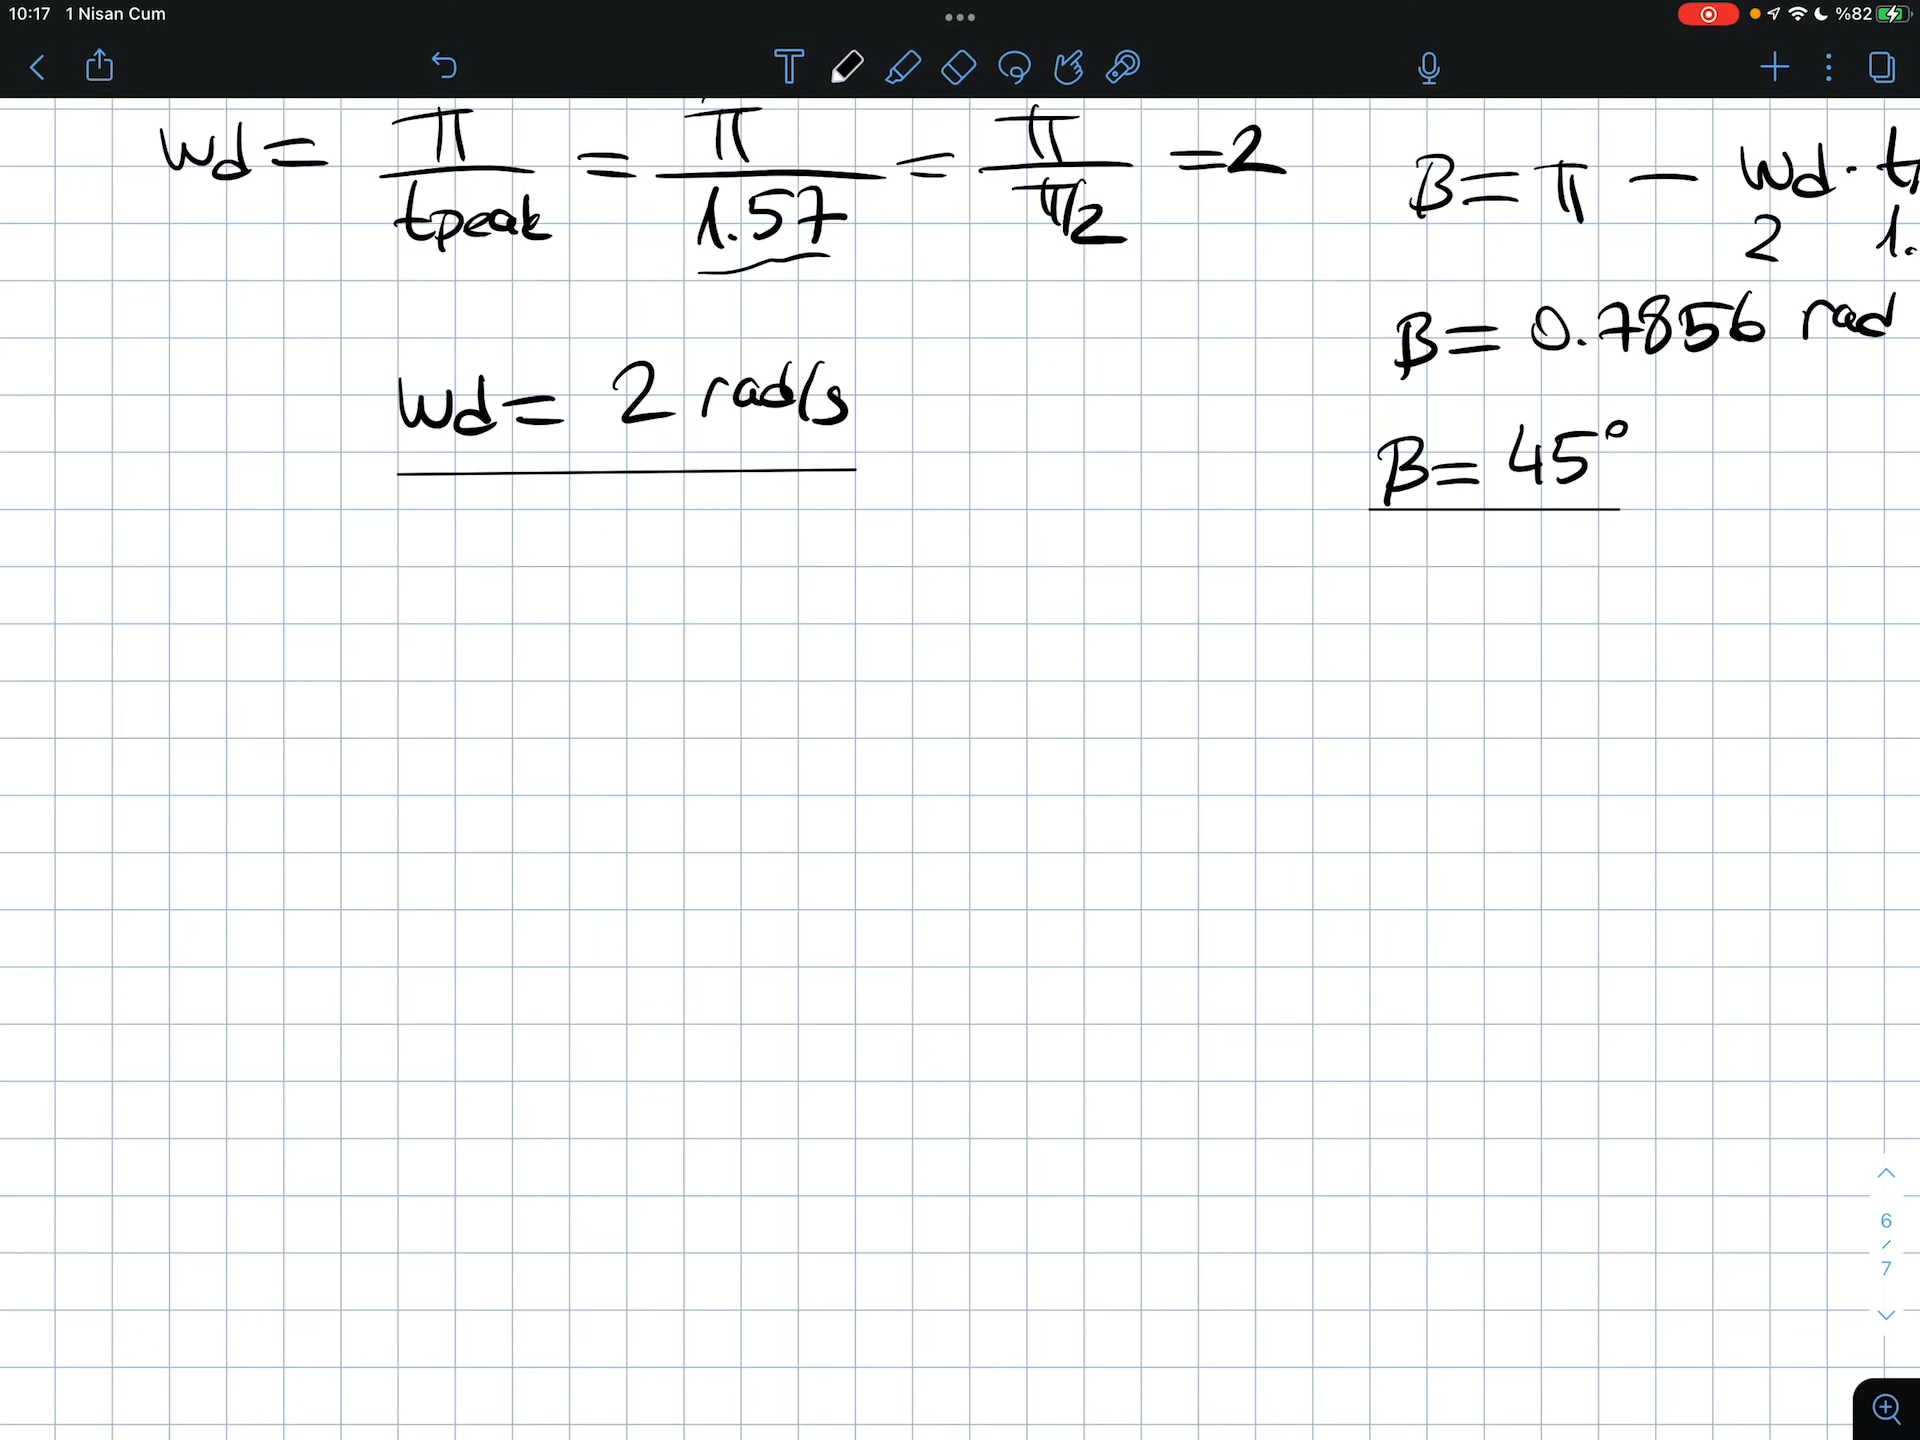 10:17 1 Nisan Cum
%82
T
wd = π / tpeak = π / 1.57 = π / π/2 = 2
B = π - wd. t
2 1.
B = 0.7856 rad
wd = 2 rad/s
B = 45°
6 / 7